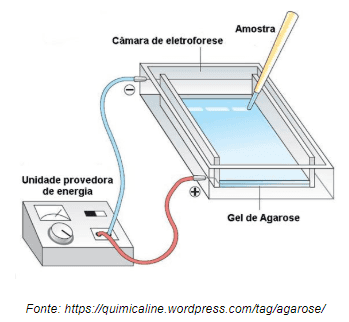 Amostra
Câmara de eletroforese
−
Unidade provedora
de energia
+
Gel de Agarose
Fonte: https://quimicaline.wordpress.com/tag/agarose/